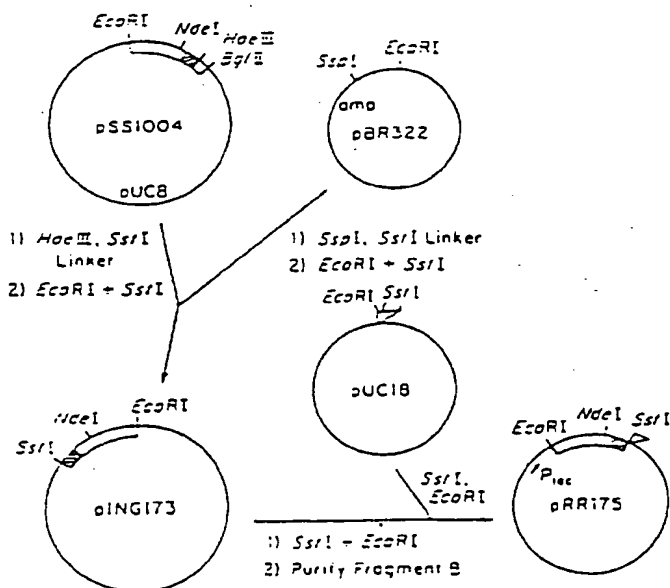 EcoRI
NdeI
HaeIII
BglII
pSS1004
pUC8
SspI
EcoRI
amp
pBR322
1) HaeIII, SstI
Linker
2) EcoRI + SstI
1) SspI, SstI Linker
2) EcoRI + SstI
EcoRI SstI
pUC18
NdeI
EcoRI
SstI
pING173
SstI,
EcoRI
EcoRI
NdeI
SstI
Plac
pRR175
1) SstI - EcoRI
2) Purify Fragment B